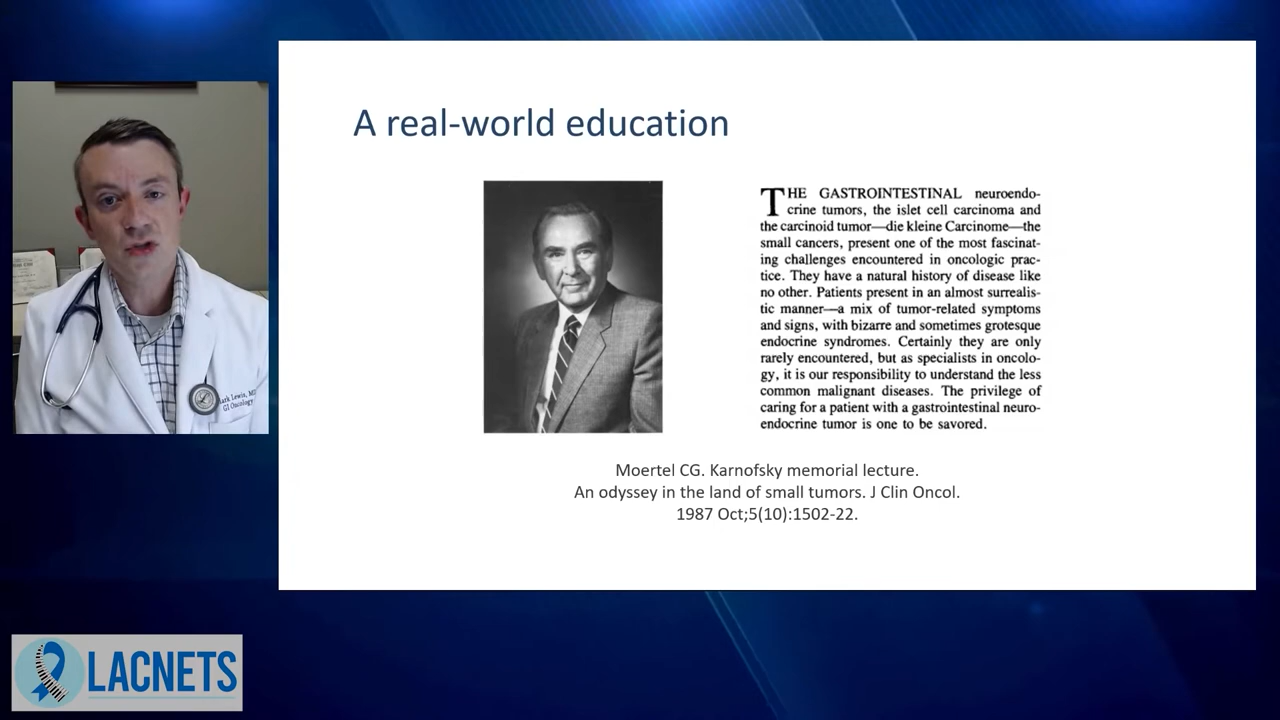 A real-world education
THE GASTROINTESTINAL neuroendo-
crine tumors, the islet cell carcinoma and
the carcinoid tumor—die kleine Carcinome—the
small cancers, present one of the most fascinat-
ing challenges encountered in oncologic prac-
tice. They have a natural history of disease like
no other. Patients present in an almost surrealis-
tic manner—a mix of tumor-related symptoms
and signs, with bizarre and sometimes grotesque
endocrine syndromes. Certainly they are only
rarely encountered, but as specialists in oncolo-
gy, it is our responsibility to understand the less
common malignant diseases. The privilege of
caring for a patient with a gastrointestinal neuro-
endocrine tumor is one to be savored.
Moertel CG. Karnofsky memorial lecture.
An odyssey in the land of small tumors. J Clin Oncol.
1987 Oct;5(10):1502-22.
Lewin, M
GI Oncology
LACNETS